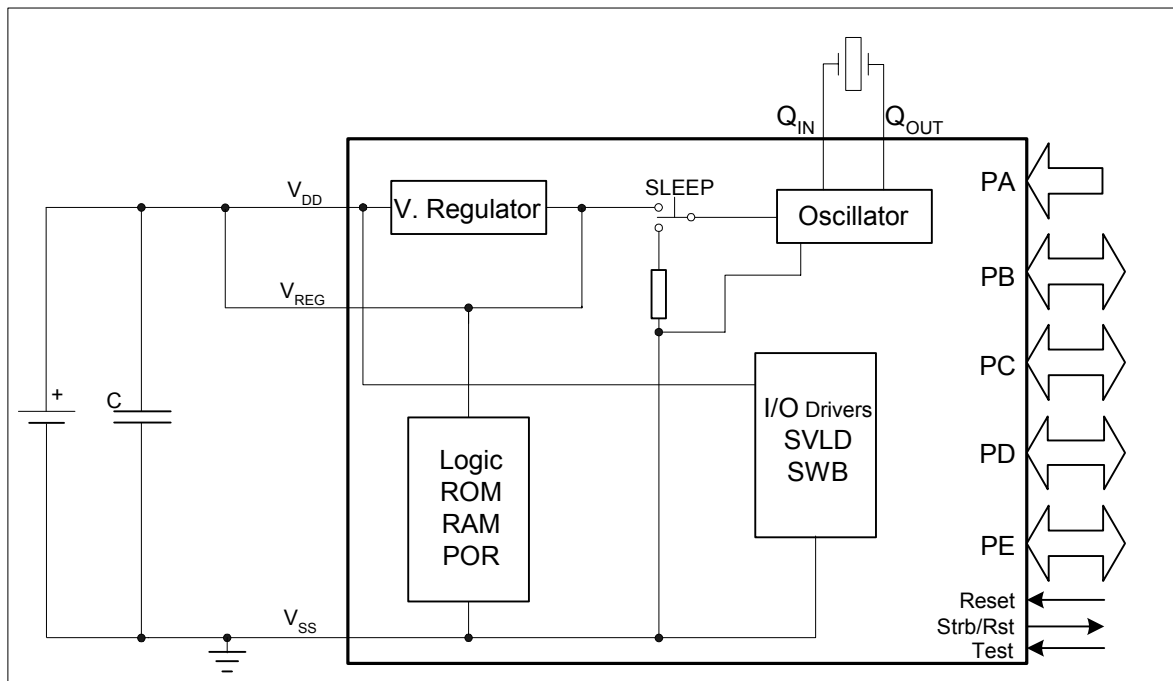 Q_IN
Q_OUT
V_DD
V. Regulator
SLEEP
Oscillator
PA
PB
V_REG
PC
+
C
I/O Drivers
SVLD
SWB
Logic
ROM
RAM
POR
PD
PE
Reset
V_SS
Strb/Rst
Test